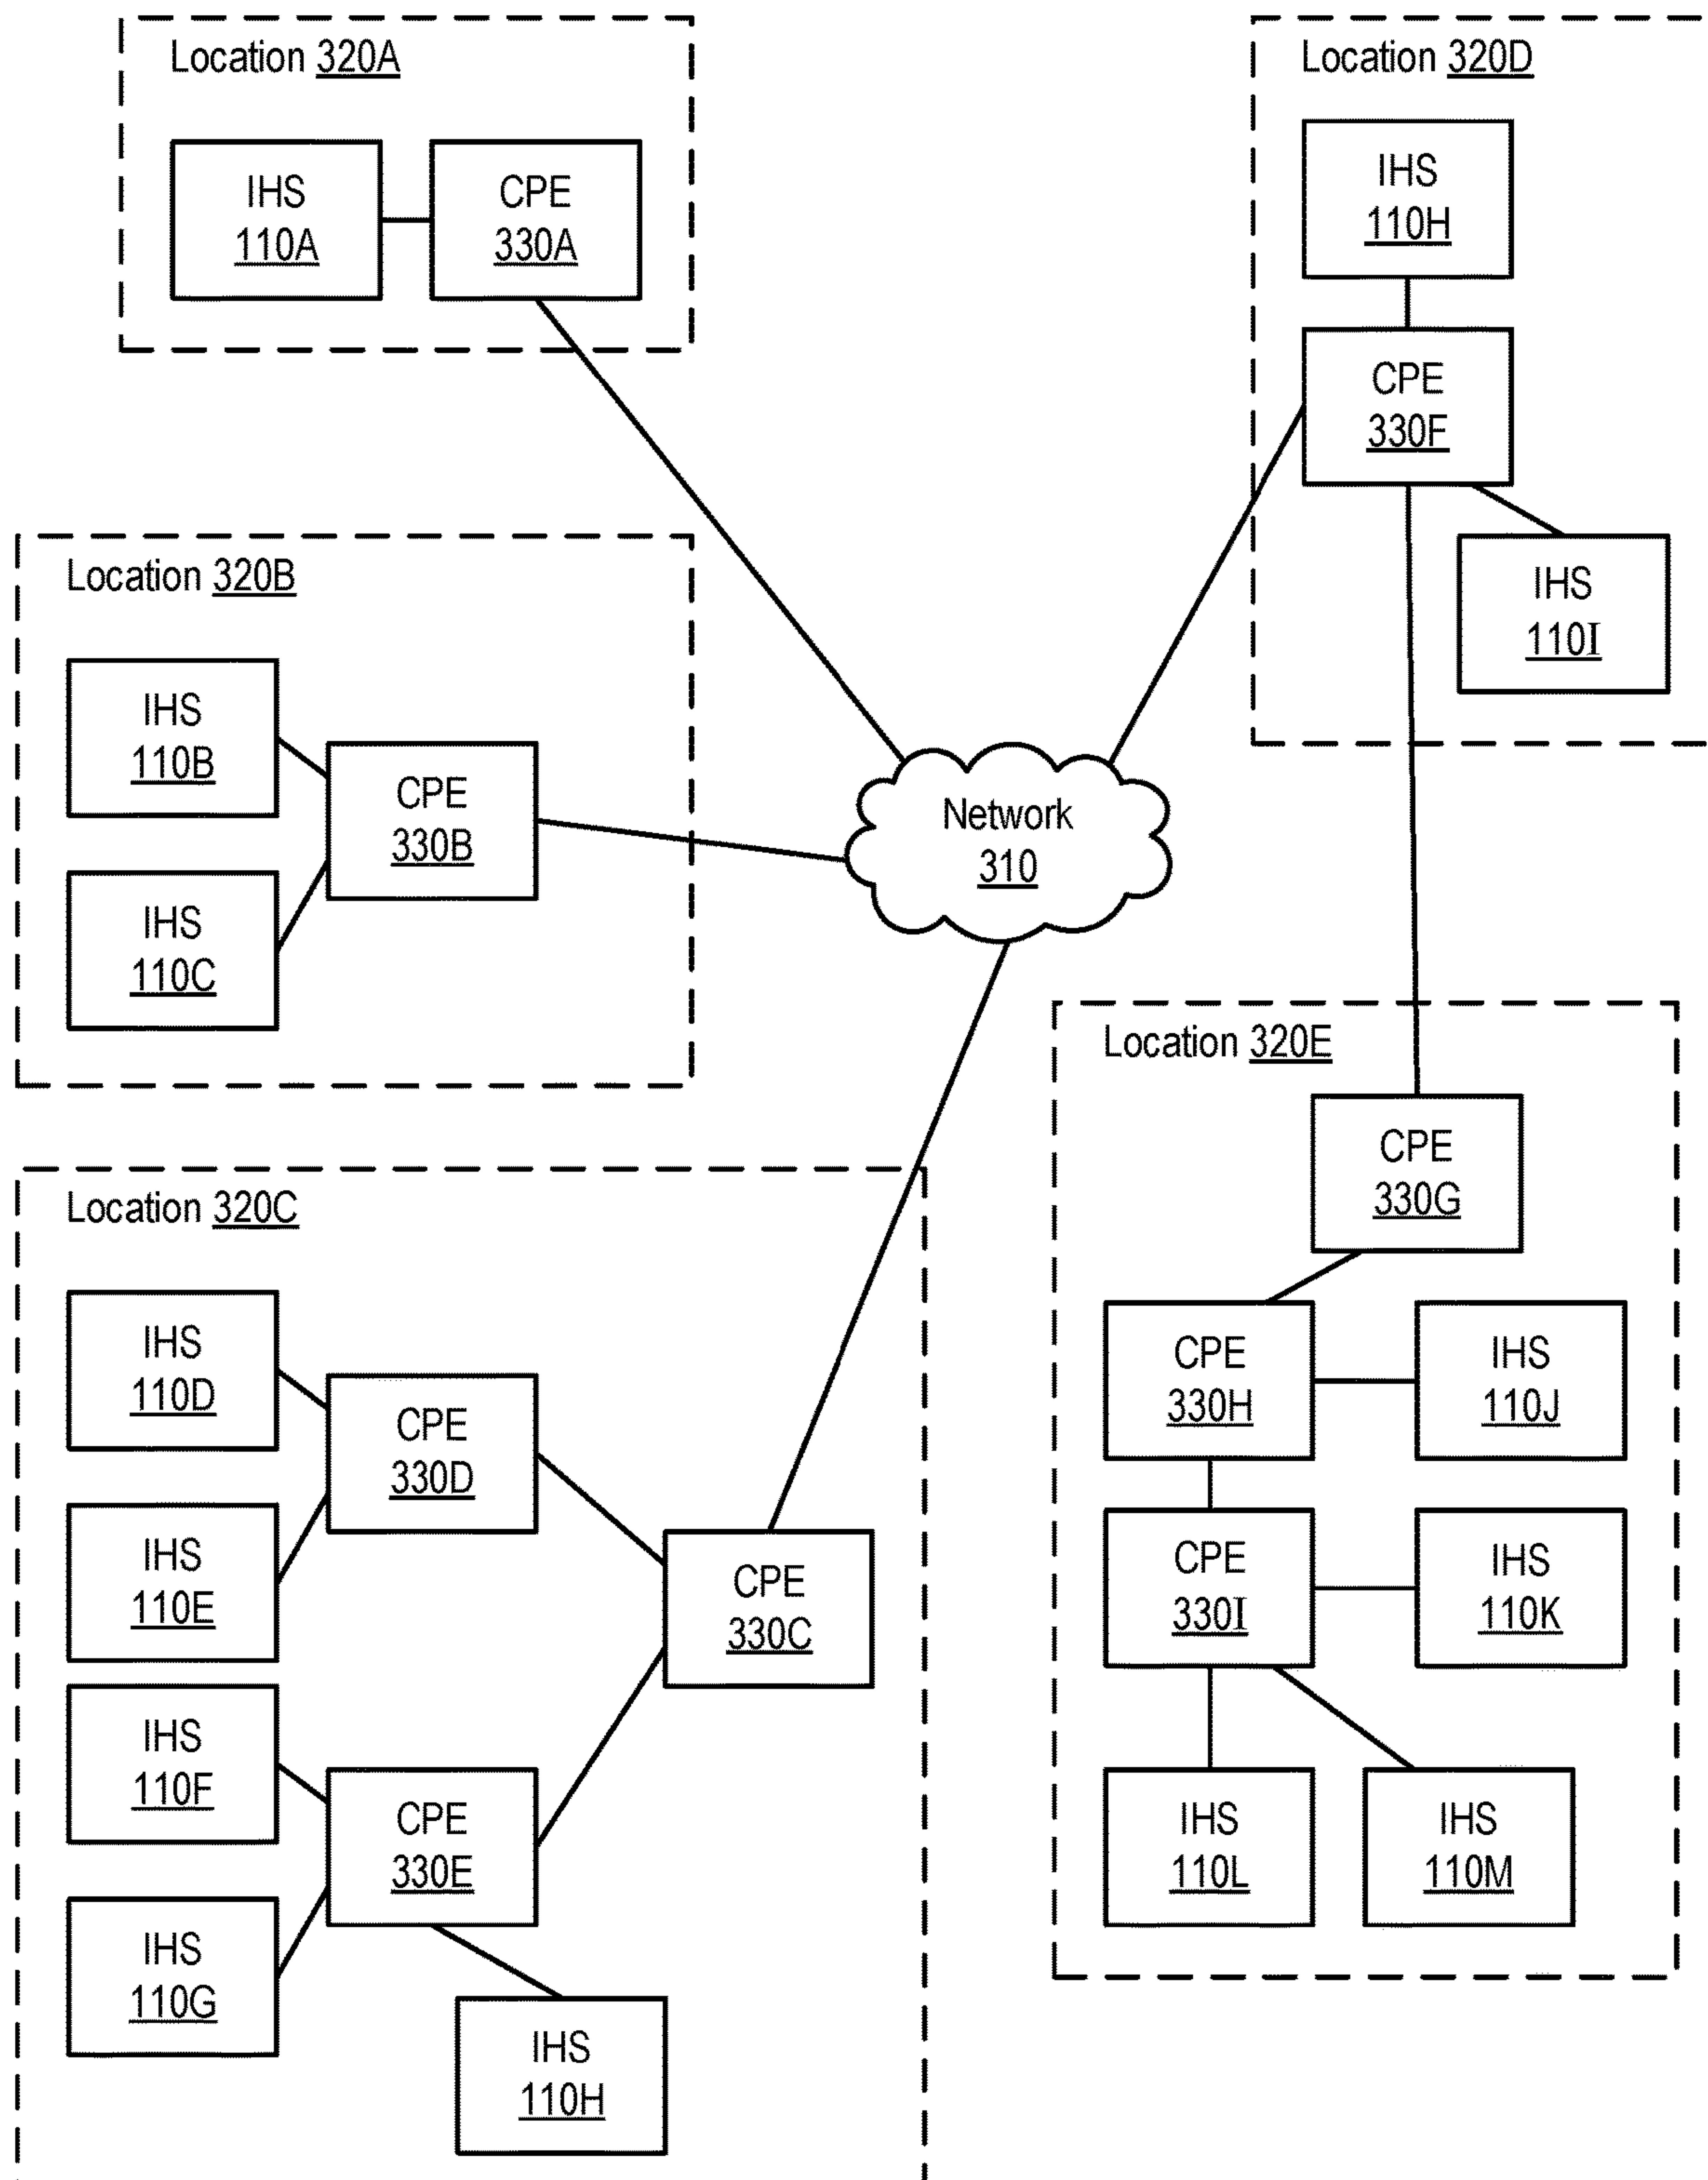 Location 320A
IHS
110A
CPE
330A
Location 320D
IHS
110H
CPE
330F
IHS
110I
Location 320B
IHS
110B
CPE
330B
IHS
110C
Network
310
Location 320E
CPE
330G
CPE
330H
IHS
110J
CPE
330I
IHS
110K
IHS
110L
IHS
110M
Location 320C
IHS
110D
CPE
330D
IHS
110E
CPE
330C
IHS
110F
CPE
330E
IHS
110G
IHS
110H